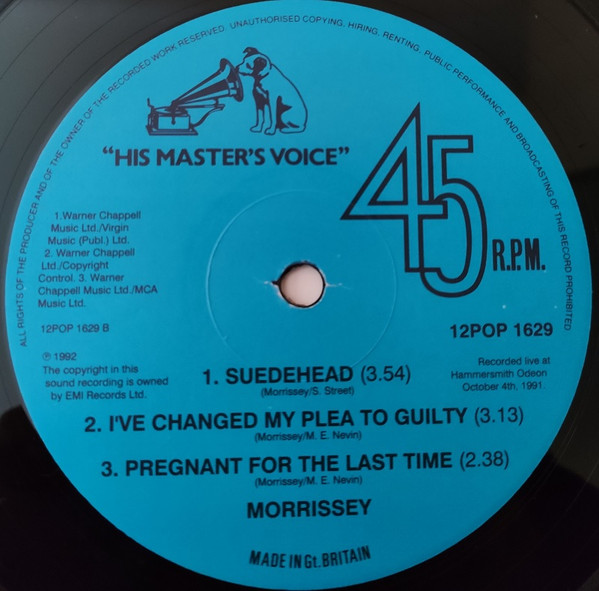 ALL RIGHTS OF THE PRODUCER AND OF THE OWNER OF THE RECORDED WORK RESERVED. UNAUTHORISED COPYING, HIRING, RENTING, PUBLIC PERFORMANCE AND BROADCASTING OF THIS RECORD PROHIBITED
"HIS MASTER'S VOICE"
45
R.P.M.
1.Warner Chappell
Music Ltd./Virgin
Music (Publ.) Ltd.
2. Warner Chappell
Ltd./Copyright
Control. 3. Warner
Chappell Music Ltd./MCA
Music Ltd.
12POP 1629 B
12POP 1629
℗ 1992
The copyright in this
sound recording is owned
by EMI Records Ltd.
Recorded live at
Hammersmith Odeon
October 4th, 1991.
1. SUEDEHEAD (3.54)
(Morrissey/S. Street)
2. I'VE CHANGED MY PLEA TO GUILTY (3.13)
(Morrissey/M. E. Nevin)
3. PREGNANT FOR THE LAST TIME (2.38)
(Morrissey/M. E. Nevin)
MORRISSEY
MADE IN Gt. BRITAIN